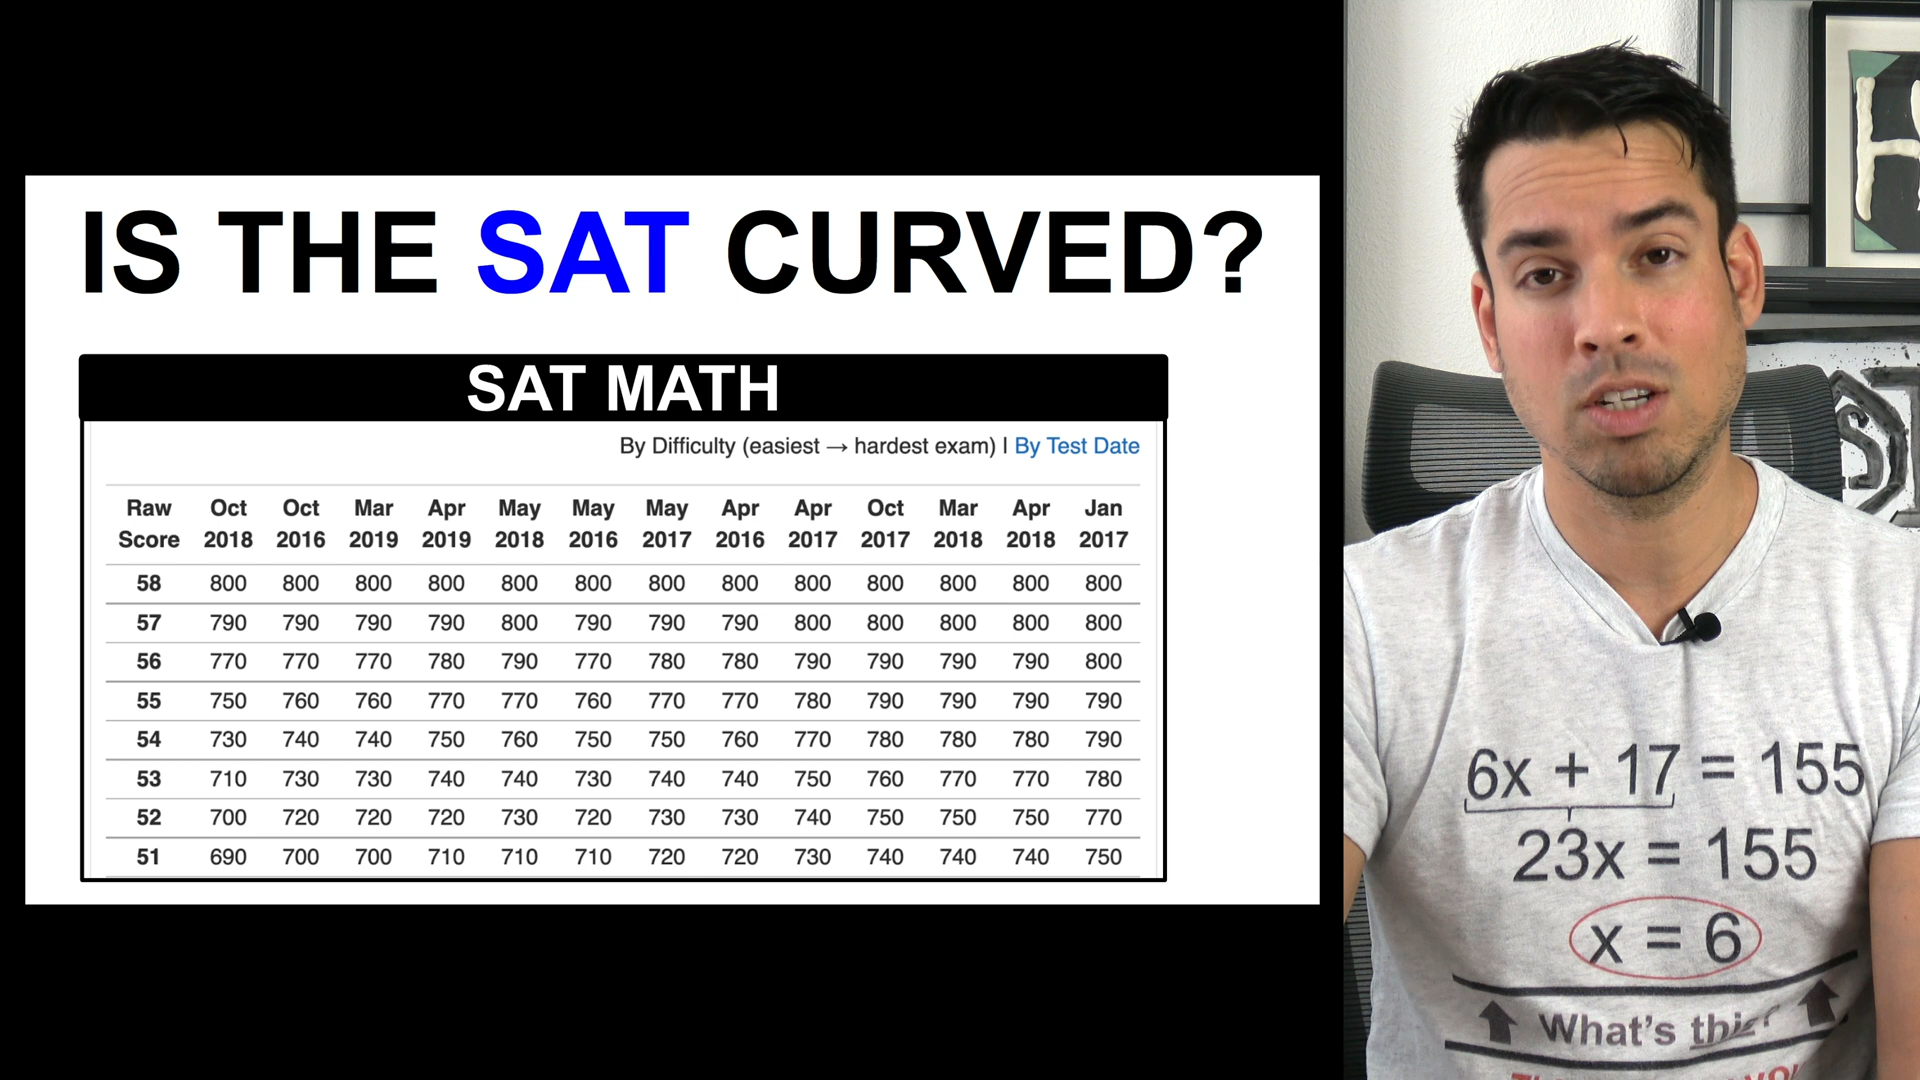 IS THE SAT CURVED?
SAT MATH
By Difficulty (easiest → hardest exam) | By Test Date
Raw Score Oct 2018 Oct 2016 Mar 2019 Apr 2019 May 2018 May 2016 May 2017 Apr 2016 Apr 2017 Oct 2017 Mar 2018 Apr 2018 Jan 2017
58 800 800 800 800 800 800 800 800 800 800 800 800 800
57 790 790 790 790 800 790 790 790 800 800 800 800 800
56 770 770 770 780 790 770 780 780 790 790 790 790 800
55 750 760 760 770 770 760 770 770 780 790 790 790 790
54 730 740 740 750 760 750 750 760 770 780 780 780 790
53 710 730 730 740 740 730 740 740 750 760 770 770 780
52 700 720 720 720 730 720 730 730 740 750 750 750 770
51 690 700 700 710 710 710 720 720 730 740 740 740 750
6x + 17 = 155
23x = 155
x = 6
What's this?